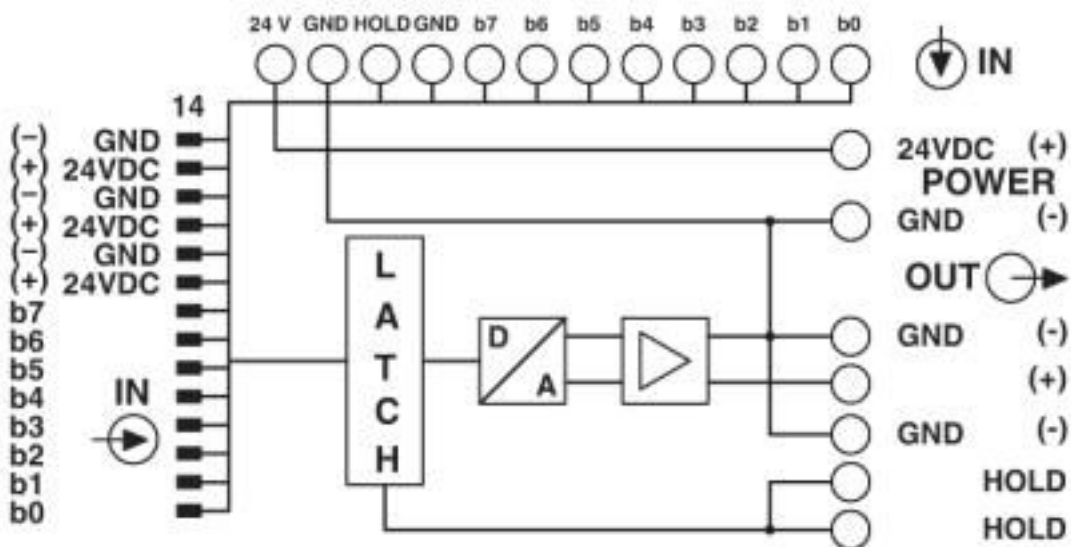 24 V GND HOLD GND b7 b6 b5 b4 b3 b2 b1 b0
IN
14
(-) GND
(+) 24VDC
(-) GND
(+) 24VDC
(-) GND
(+) 24VDC
b7
b6
b5
b4
b3
b2
b1
b0
IN
L
A
T
C
H
D
A
24VDC (+)
POWER
GND (-)
OUT
GND (-)
(+)
GND (-)
HOLD
HOLD